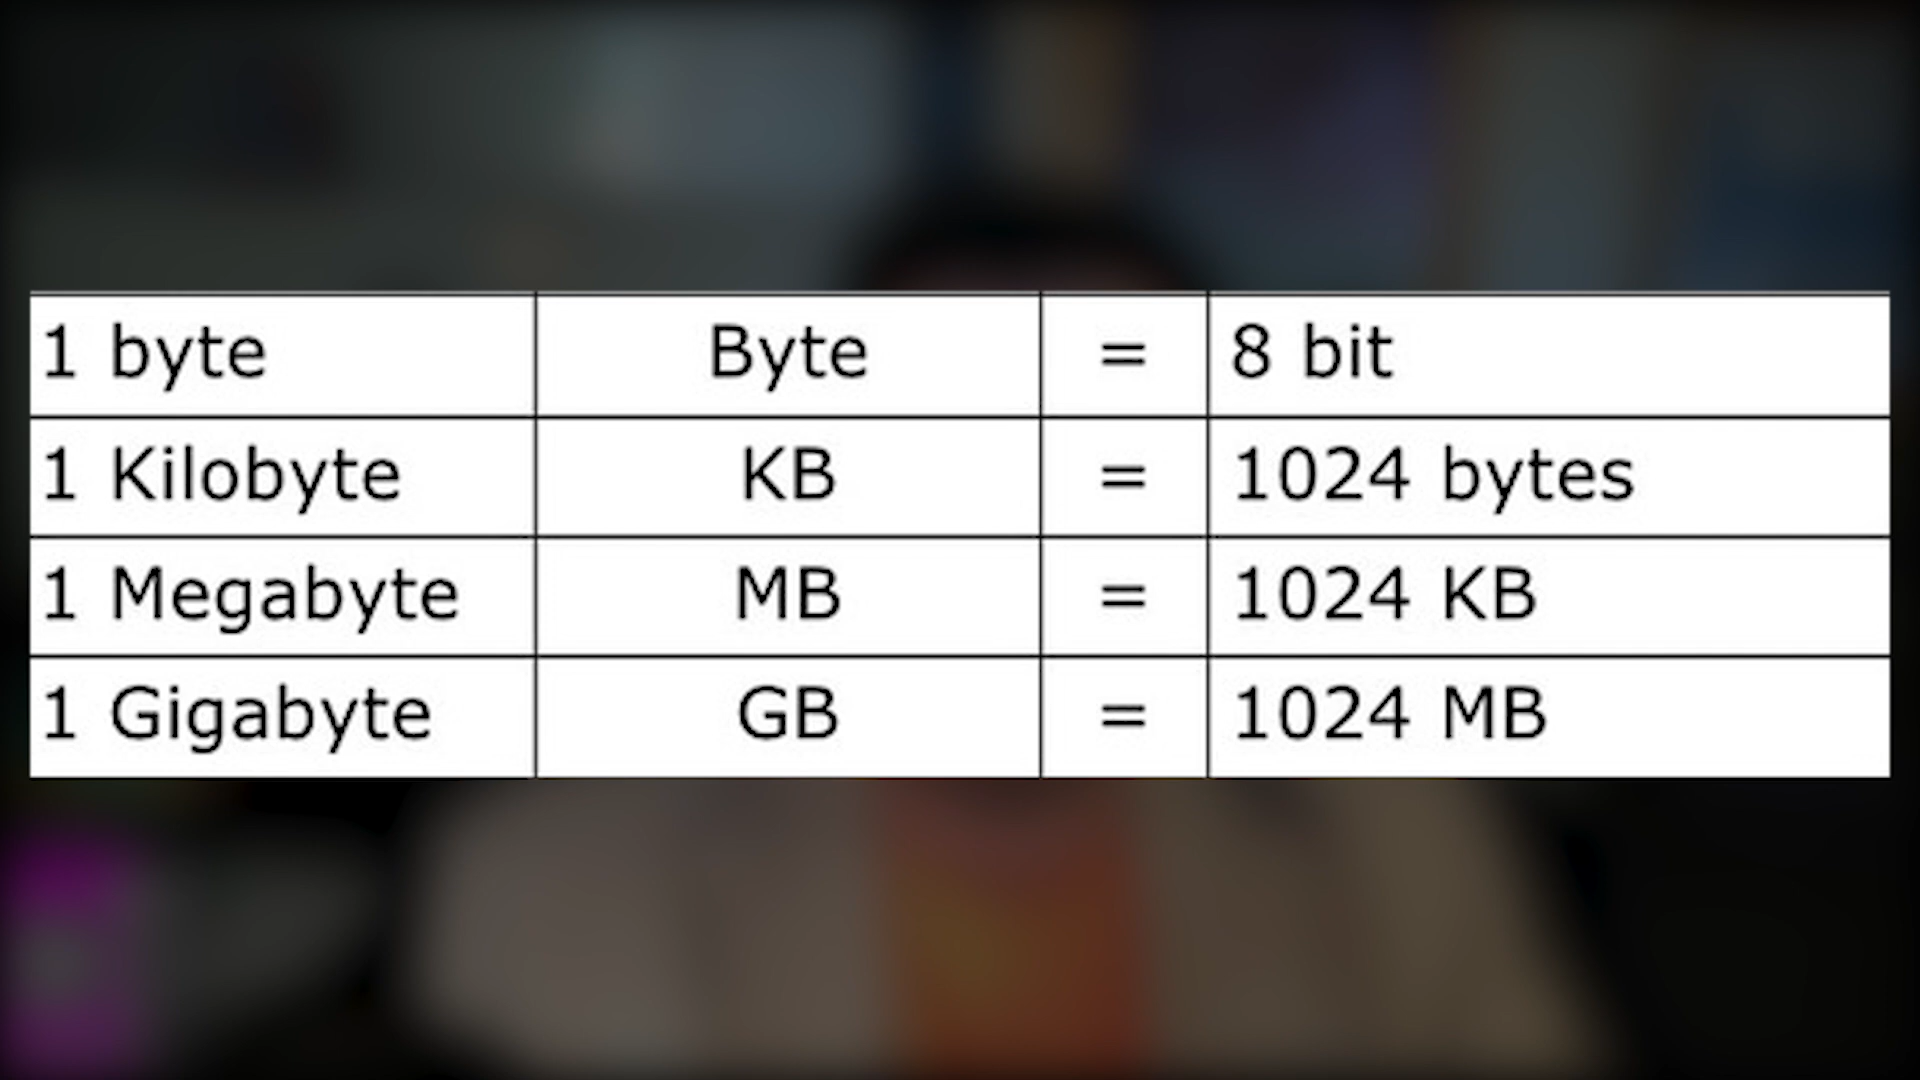 1 byte Byte = 8 bit
1 Kilobyte KB = 1024 bytes
1 Megabyte MB = 1024 KB
1 Gigabyte GB = 1024 MB